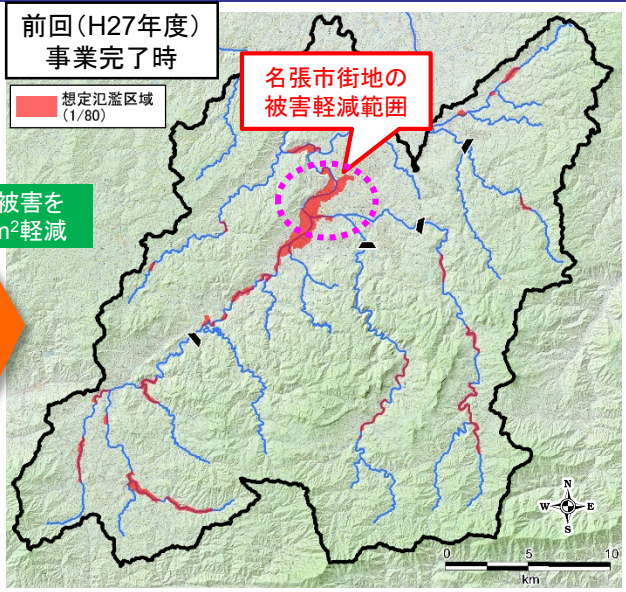 前回(H27年度)
事業完了時
想定氾濫区域
(1/80)
名張市街地の
被害軽減範囲
被害を
m²軽減
N
W
E
S
0
5
10
km